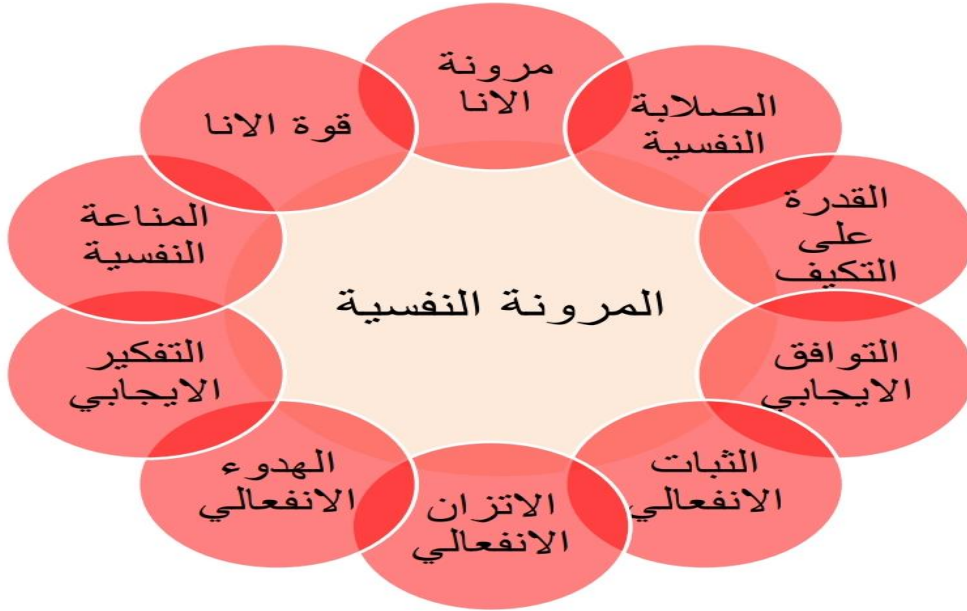 مرونة
الانا
الصلابة
النفسية
القدرة
على
التكيف
التوافق
الايجابي
الثبات
الانفعالي
الاتزان
الانفعالي
الهدوء
الانفعالي
التفكير
الايجابي
المناعة
النفسية
قوة الانا
المرونة النفسية